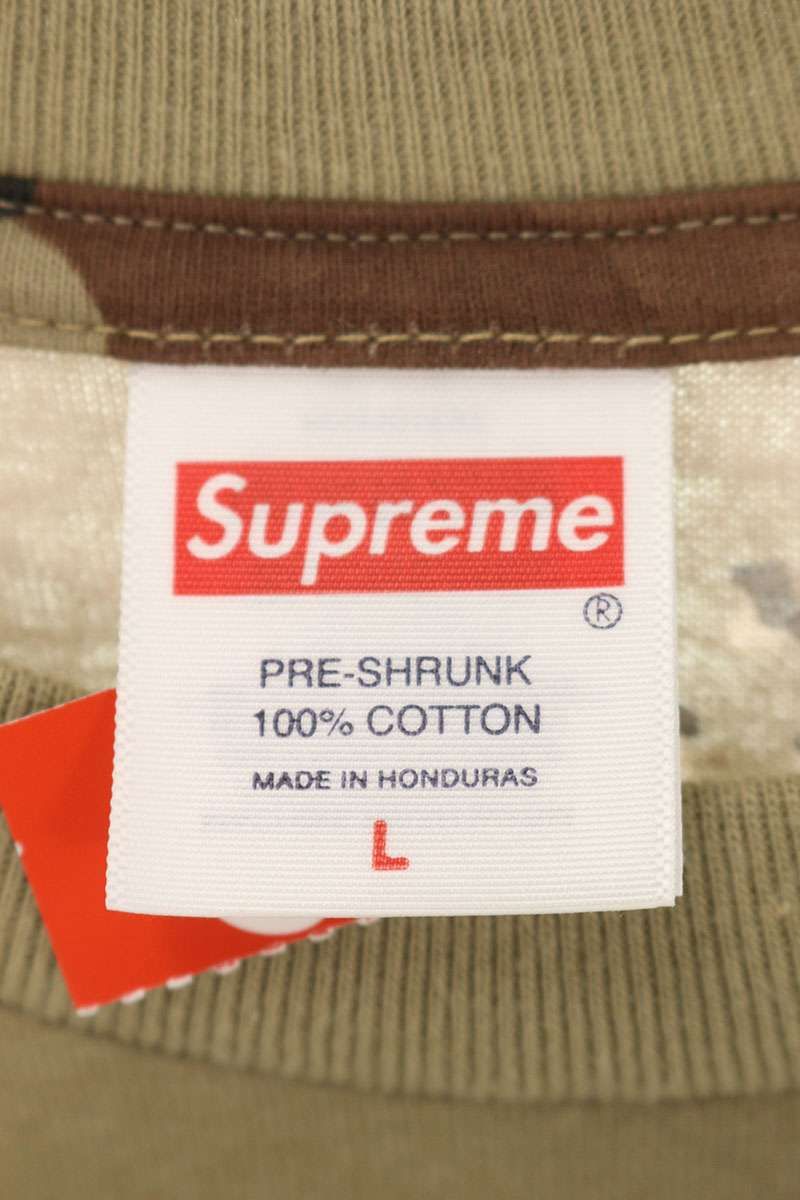 Supreme
®
PRE-SHRUNK
100% COTTON
MADE IN HONDURAS
L